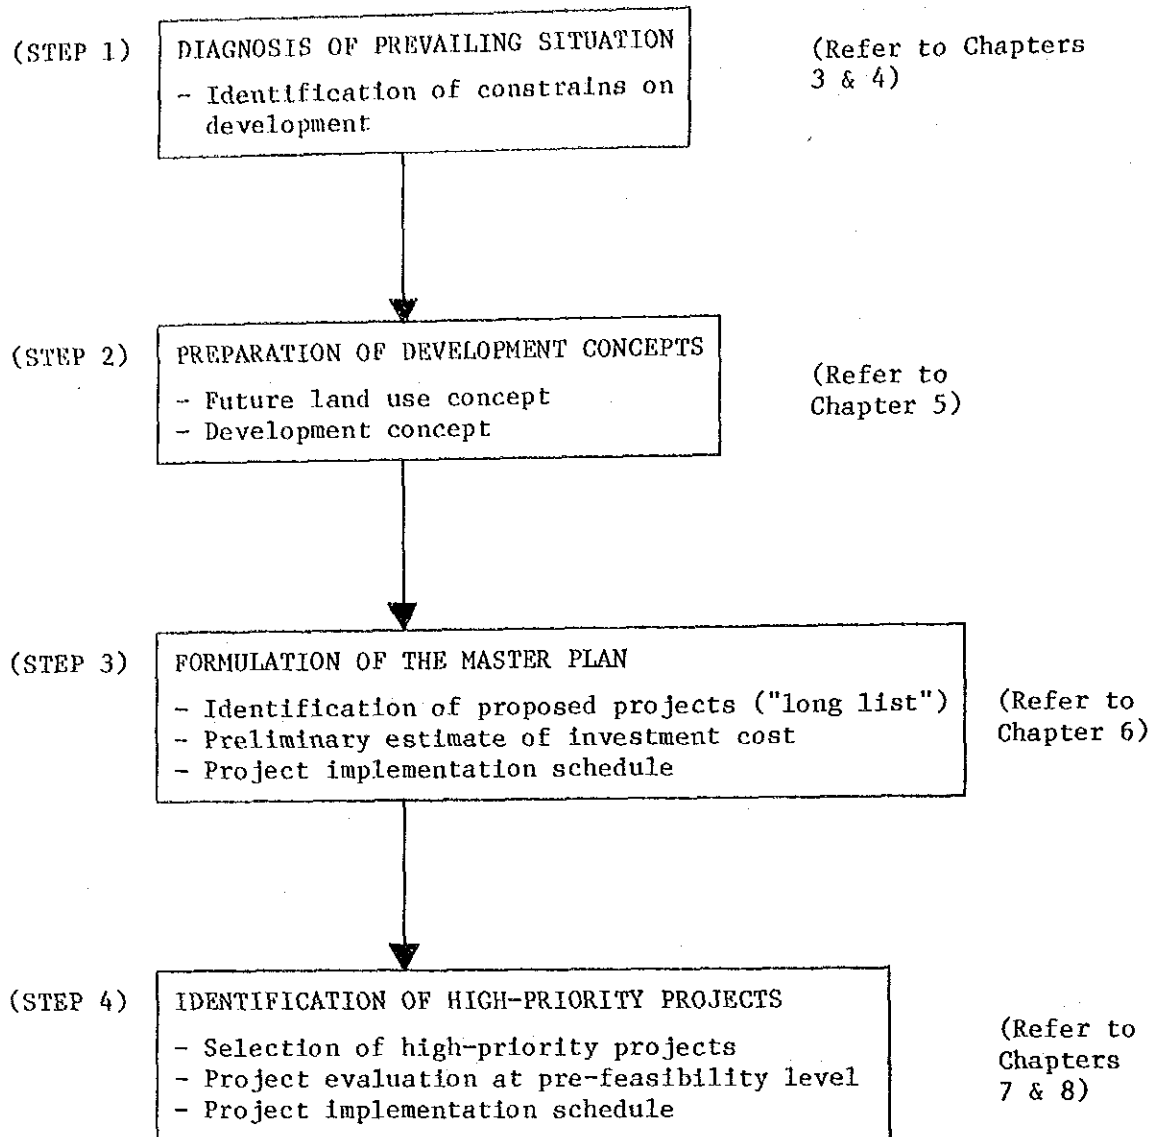 (STEP 1)
DIAGNOSIS OF PREVAILING SITUATION
- Identification of constrains on
development
(Refer to Chapters
3 & 4)
(STEP 2)
PREPARATION OF DEVELOPMENT CONCEPTS
- Future land use concept
- Development concept
(Refer to
Chapter 5)
(STEP 3)
FORMULATION OF THE MASTER PLAN
- Identification of proposed projects ("long list")
- Preliminary estimate of investment cost
- Project implementation schedule
(Refer to
Chapter 6)
(STEP 4)
IDENTIFICATION OF HIGH-PRIORITY PROJECTS
- Selection of high-priority projects
- Project evaluation at pre-feasibility level
- Project implementation schedule
(Refer to
Chapters
7 & 8)